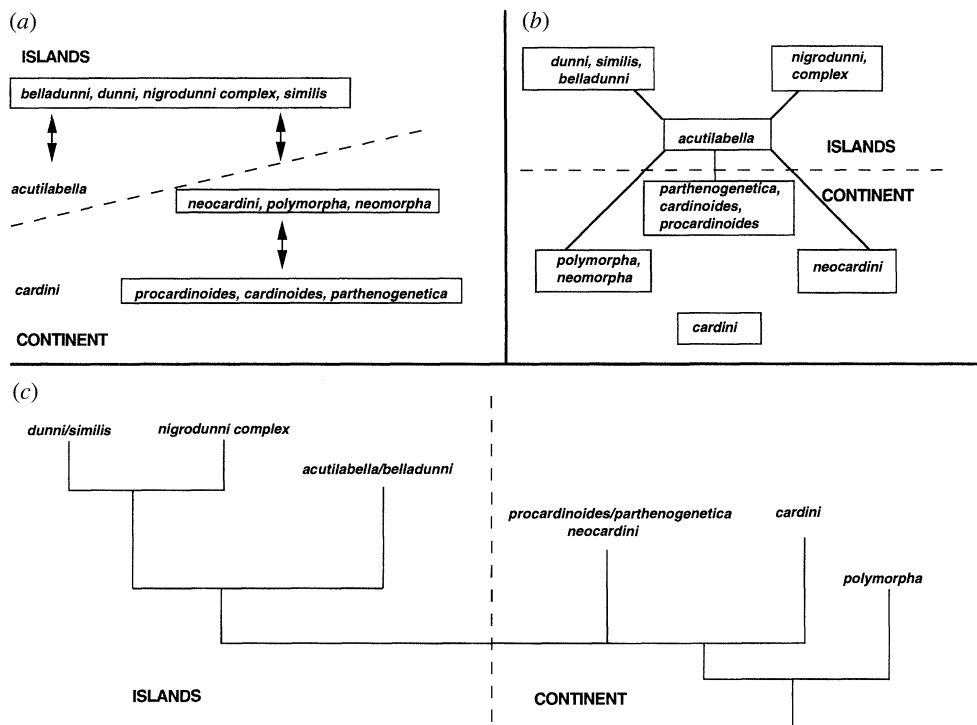 (a)
ISLANDS
belladunni, dunni, nigrodunni complex, similis
acutilabella
neocardini, polymorpha, neomorpha
cardini
procardinoides, cardinoides, parthenogenetica
CONTINENT
(b)
dunni, similis,
belladunni
nigrodunni,
complex
acutilabella
ISLANDS
CONTINENT
parthenogenetica,
cardinoides,
procardinoides
polymorpha,
neomorpha
neocardini
cardini
(c)
dunni/similis
nigrodunni complex
acutilabella/belladunni
procardinoides/parthenogenetica
neocardini
cardini
polymorpha
ISLANDS
CONTINENT